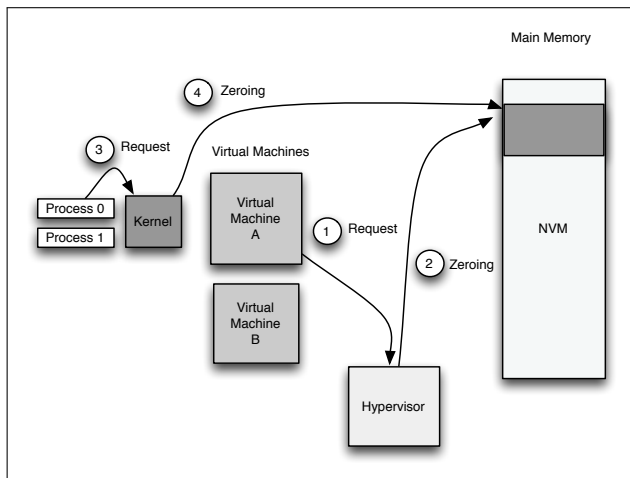 Main Memory
4 Zeroing
3 Request
Virtual Machines
Process 0
Process 1
Kernel
Virtual
Machine
A
1 Request
NVM
2 Zeroing
Virtual
Machine
B
Hypervisor